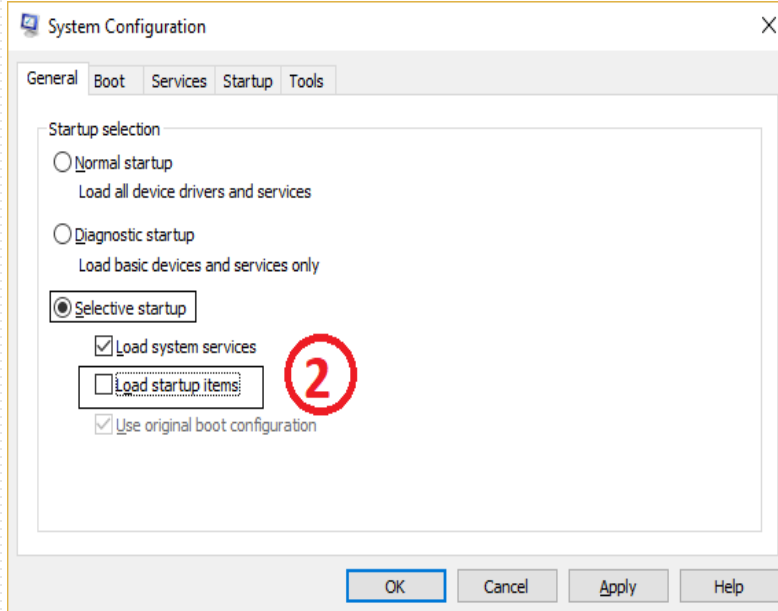 System Configuration
General Boot Services Startup Tools
Startup selection
Normal startup
Load all device drivers and services
Diagnostic startup
Load basic devices and services only
Selective startup
Load system services
Load startup items
2
Use original boot configuration
OK Cancel Apply Help